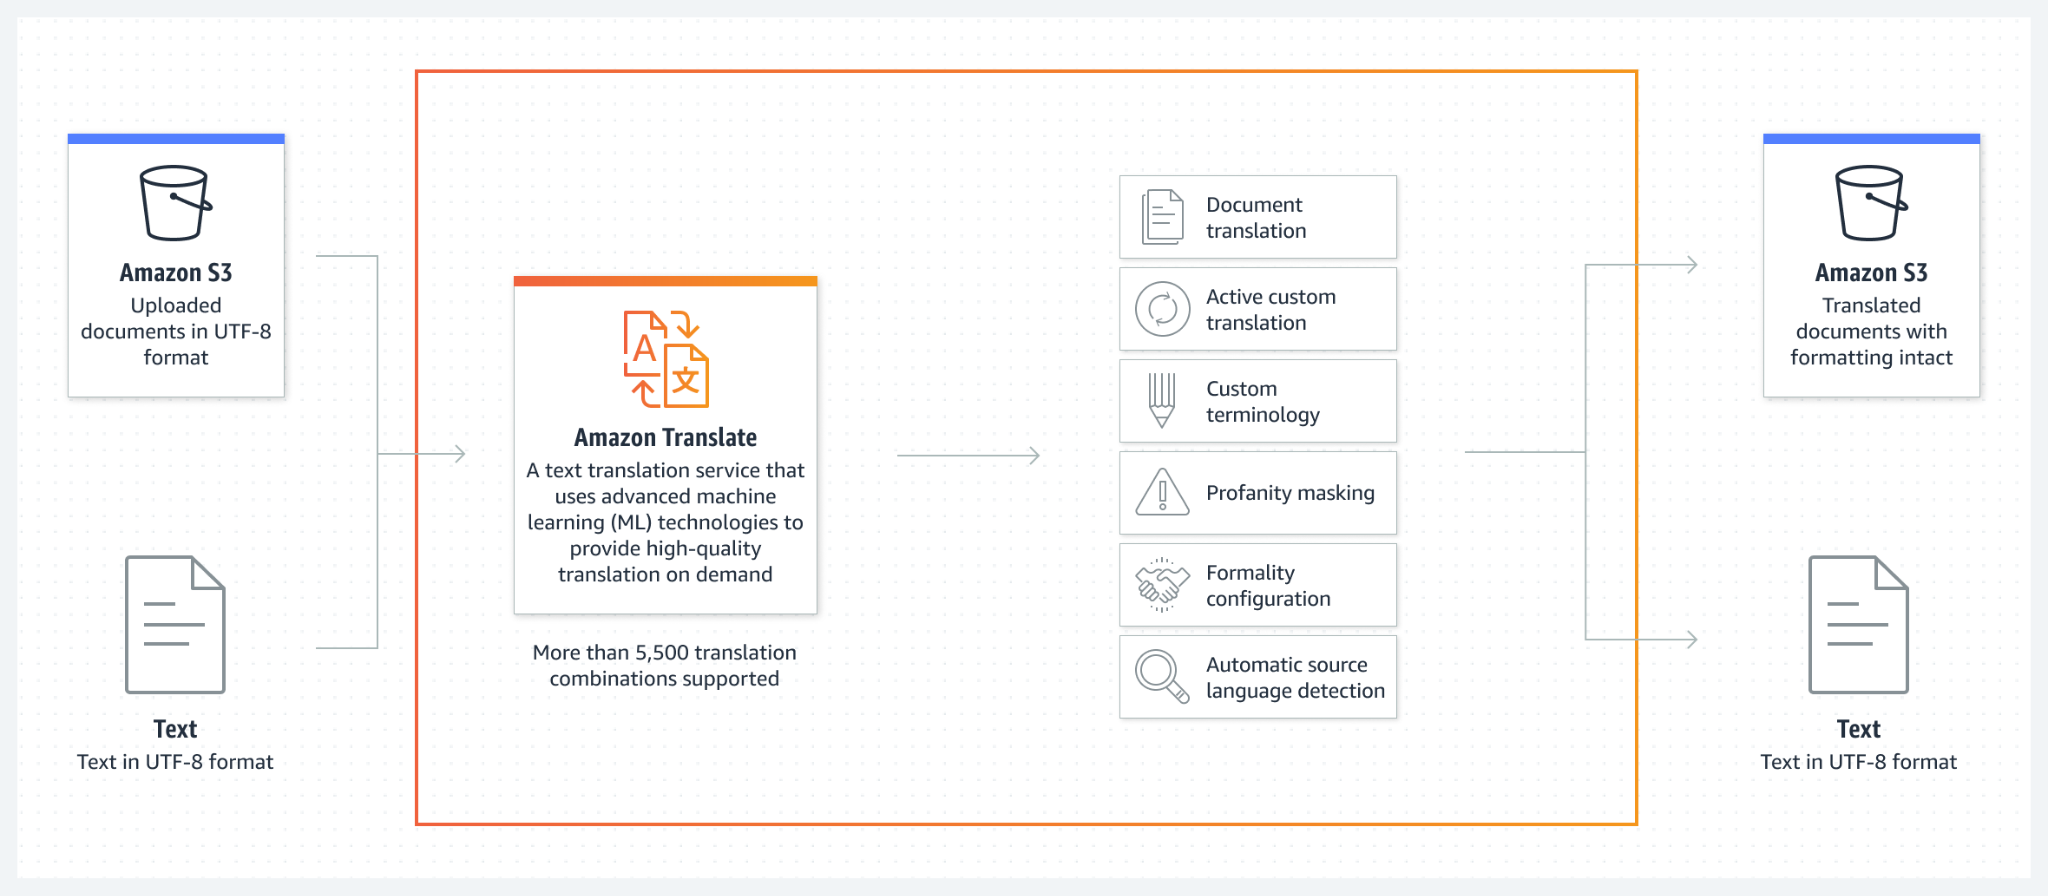 Amazon S3
Uploaded
documents in UTF-8
format
Text
Text in UTF-8 format
A
文
Amazon Translate
A text translation service that
uses advanced machine
learning (ML) technologies to
provide high-quality
translation on demand
More than 5,500 translation
combinations supported
Document
translation
Active custom
translation
Custom
terminology
Profanity masking
Formality
configuration
Automatic source
language detection
Amazon S3
Translated
documents with
formatting intact
Text
Text in UTF-8 format